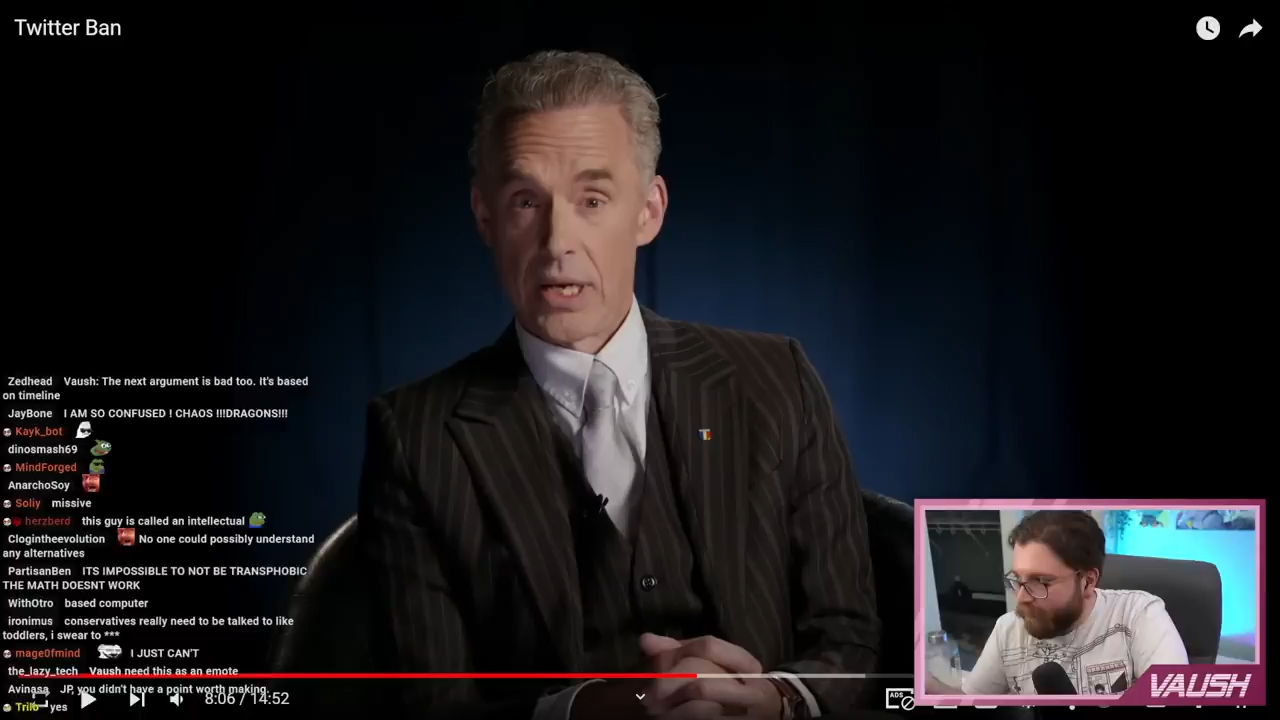 Twitter Ban
Zedhead Vaush: The next argument is bad too. It's based
on timeline
JayBone I AM SO CONFUSED ! CHAOS !!!DRAGONS!!!
Kayk_bot
dinosmash69
MindForged
AnarchoSoy
Soliy missive
herzberd this guy is called an intellectual
Clogintheevolution No one could possibly understand
any alternatives
PartisanBen ITS IMPOSSIBLE TO NOT BE TRANSPHOBIC
THE MATH DOESNT WORK
WithOtro based computer
ironimus conservatives really need to be talked to like
toddlers, i swear to ***
mage0fmind I JUST CAN'T
the_lazy_tech Vaush need this as an emote
Avinass JP, you didn't have a point worth making.
Trilo yes
8:06 / 14:52
ADS
VAUSH